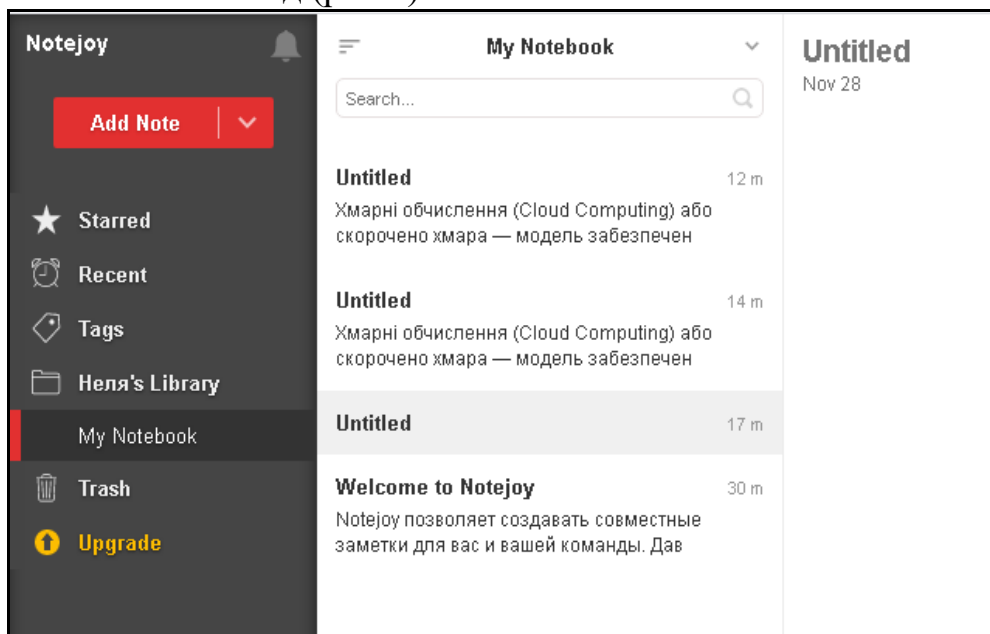 Notejoy
Add Note
Starred
Recent
Tags
Неля's Library
My Notebook
Trash
Upgrade
My Notebook
Search...
Untitled 12 m
Хмарні обчислення (Cloud Computing) або
скорочено хмара — модель забезпечен
Untitled 14 m
Хмарні обчислення (Cloud Computing) або
скорочено хмара — модель забезпечен
Untitled 17 m
Welcome to Notejoy 30 m
Notejoy позволяет создавать совместные
заметки для вас и вашей команды. Дав
Untitled
Nov 28